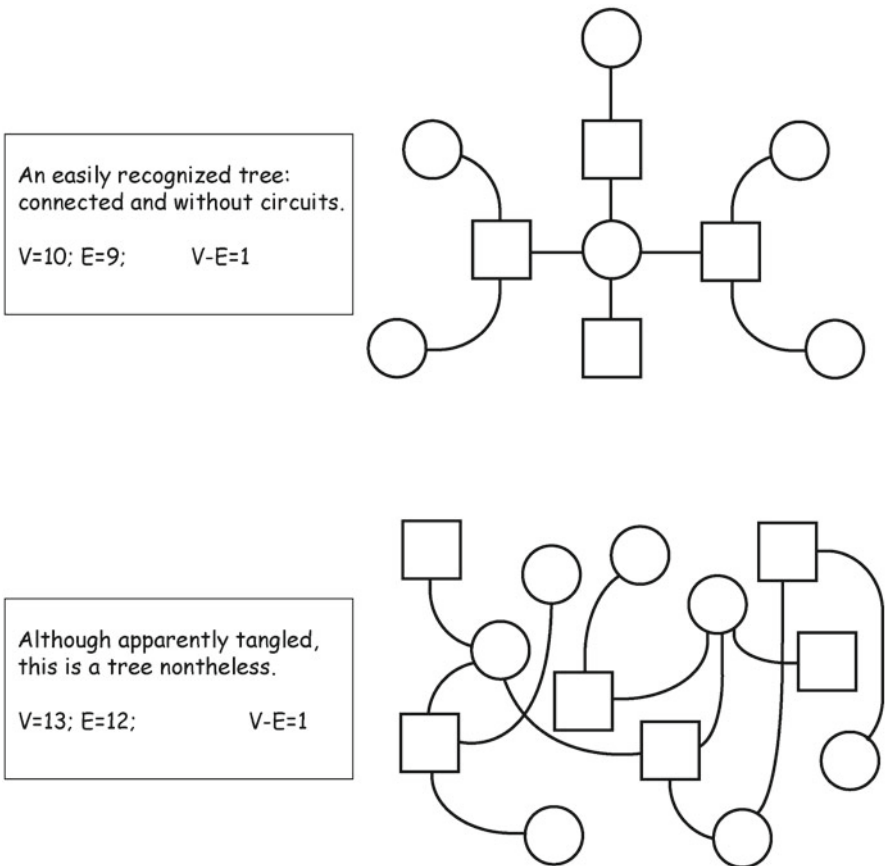 An easily recognized tree:
connected and without circuits.
V=10; E=9; V-E=1
Although apparently tangled,
this is a tree nontheless.
V=13; E=12; V-E=1